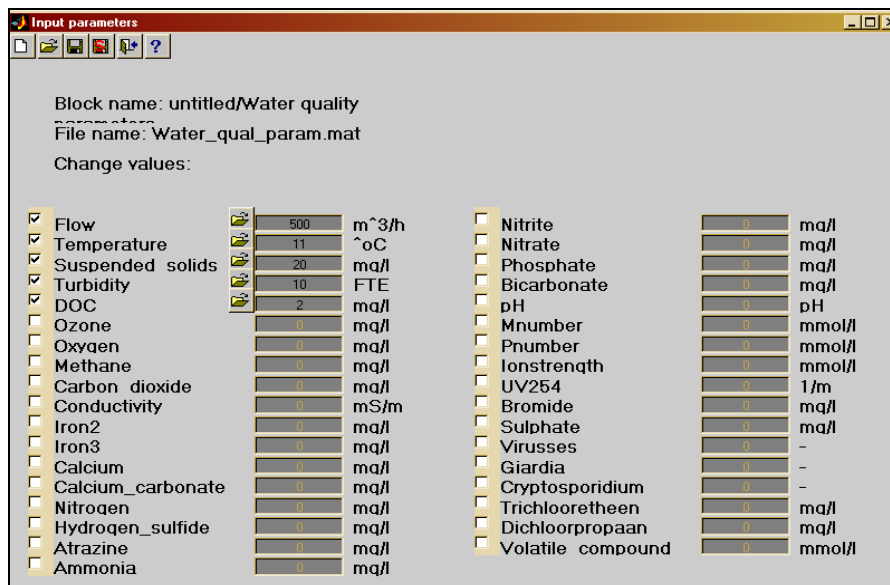 Input parameters
?
Block name: untitled/Water quality
parameters
File name: Water_qual_param.mat
Change values:
Flow 500 m^3/h
Temperature 11 ^oC
Suspended solids 20 mg/l
Turbidity 10 FTE
DOC 2 mg/l
Ozone 0 mg/l
Oxygen 0 mg/l
Methane 0 mg/l
Carbon dioxide 0 mg/l
Conductivity 0 mS/m
Iron2 0 mg/l
Iron3 0 mg/l
Calcium 0 mg/l
Calcium_carbonate 0 mg/l
Nitrogen 0 mg/l
Hydrogen_sulfide 0 mg/l
Atrazine 0 mg/l
Ammonia 0 mg/l
Nitrite 0 mg/l
Nitrate 0 mg/l
Phosphate 0 mg/l
Bicarbonate 0 mg/l
pH 0 pH
Mnumber 0 mmol/l
Pnumber 0 mmol/l
Ionstrength 0 mmol/l
UV254 0 1/m
Bromide 0 mg/l
Sulphate 0 mg/l
Virusses 0 -
Giardia 0 -
Cryptosporidium 0 -
Trichlooretheen 0 mg/l
Dichloorpropaan 0 mg/l
Volatile compound 0 mmol/l